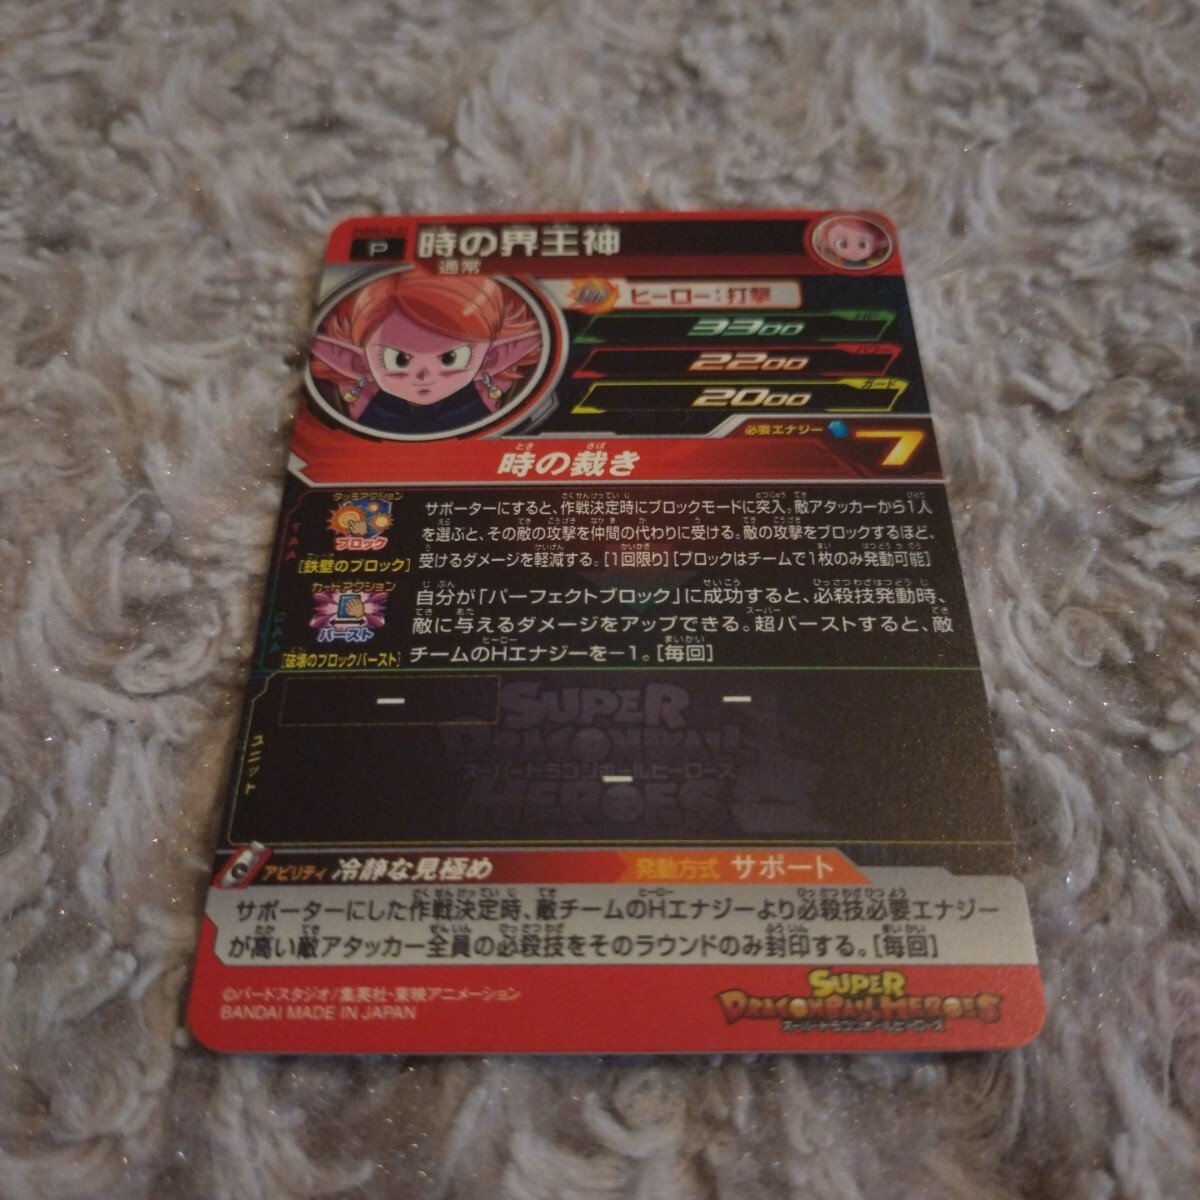 P
時の界王神
通常
ヒーロー:打撃
HP
3300
パワー
2200
ガード
2000
必要エナジー 7
とき さば
時の裁き
TAA
タッチアクション
ブロック
[鉄壁のブロック]
サポーターにすると、作戦決定時にブロックモードに突入。敵アタッカーから1人
を選ぶと、その敵の攻撃を仲間の代わりに受ける。敵の攻撃をブロックするほど、
受けるダメージを軽減する。[1回限り][ブロックはチームで1枚のみ発動可能]
CAA
カードアクション
バースト
[破壊のブロックバースト]
自分が「パーフェクトブロック」に成功すると、必殺技発動時、
敵に与えるダメージをアップできる。超バーストすると、敵
チームのHエナジーを-1。[毎回]
ユニット
ー
ー
ー
SUPER
DRAGONBALL
スーパードラゴンボールヒーローズ
HEROES
アビリティ 冷静な見極め
発動方式 サポート
サポーターにした作戦決定時、敵チームのHエナジーより必殺技必要エナジー
が高い敵アタッカー全員の必殺技をそのラウンドのみ封印する。[毎回]
©バードスタジオ/集英社・東映アニメーション
BANDAI MADE IN JAPAN
SUPER
DRAGONBALL HEROES
スーパードラゴンボールヒーローズ